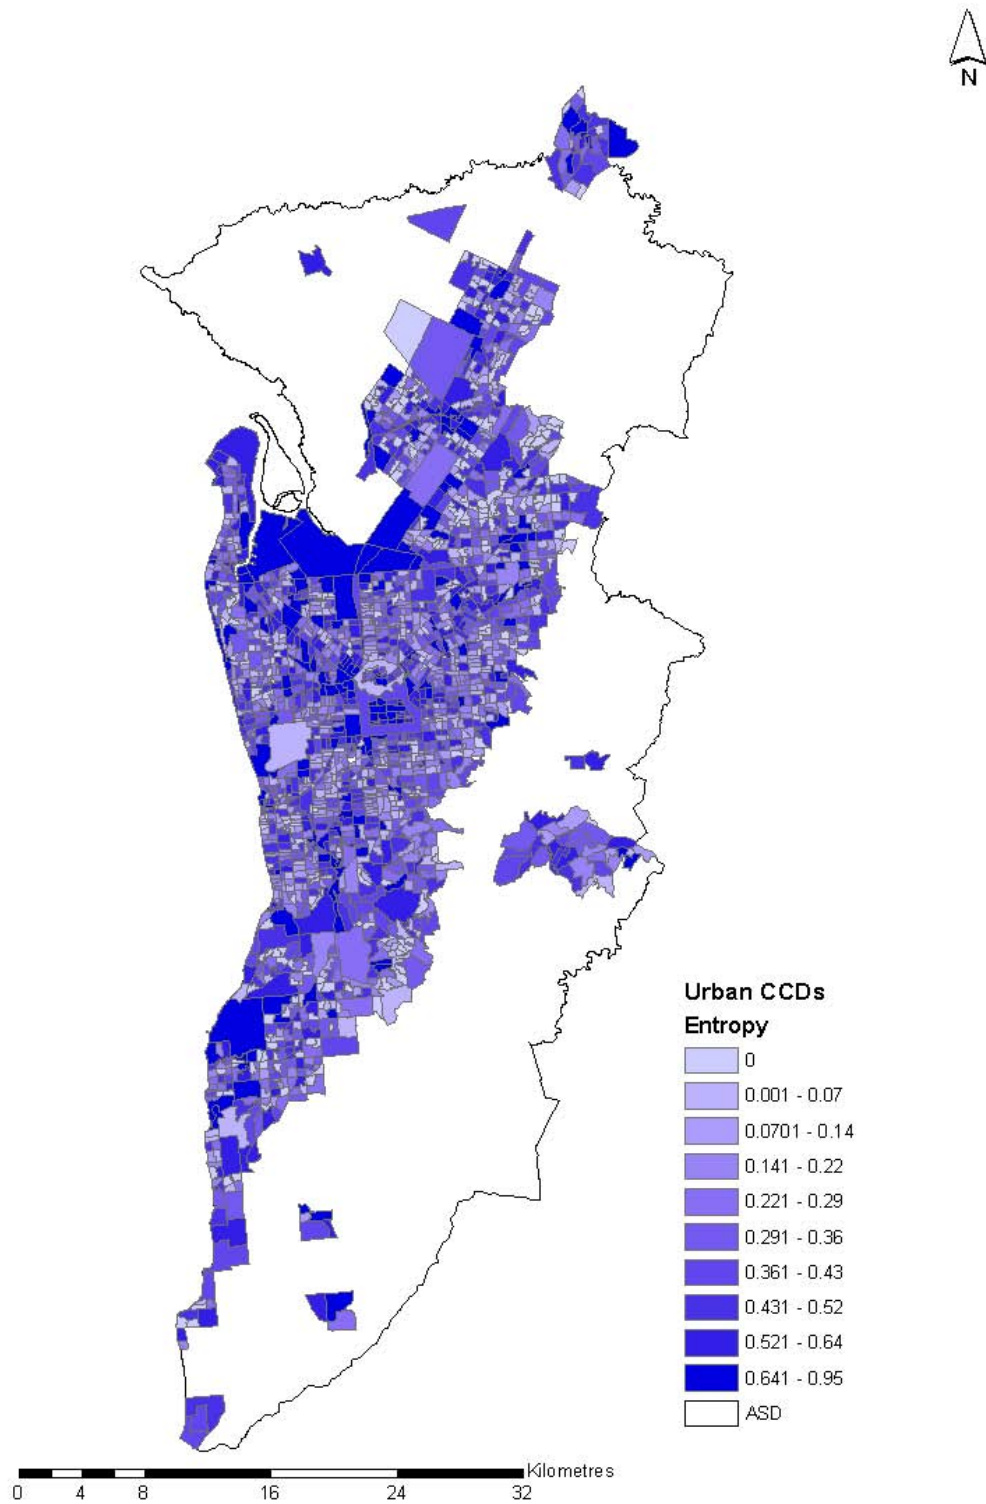 N
Urban CCDs
Entropy
0
0.001 - 0.07
0.0701 - 0.14
0.141 - 0.22
0.221 - 0.29
0.291 - 0.36
0.361 - 0.43
0.431 - 0.52
0.521 - 0.64
0.641 - 0.95
ASD
Kilometres
0 4 8 16 24 32